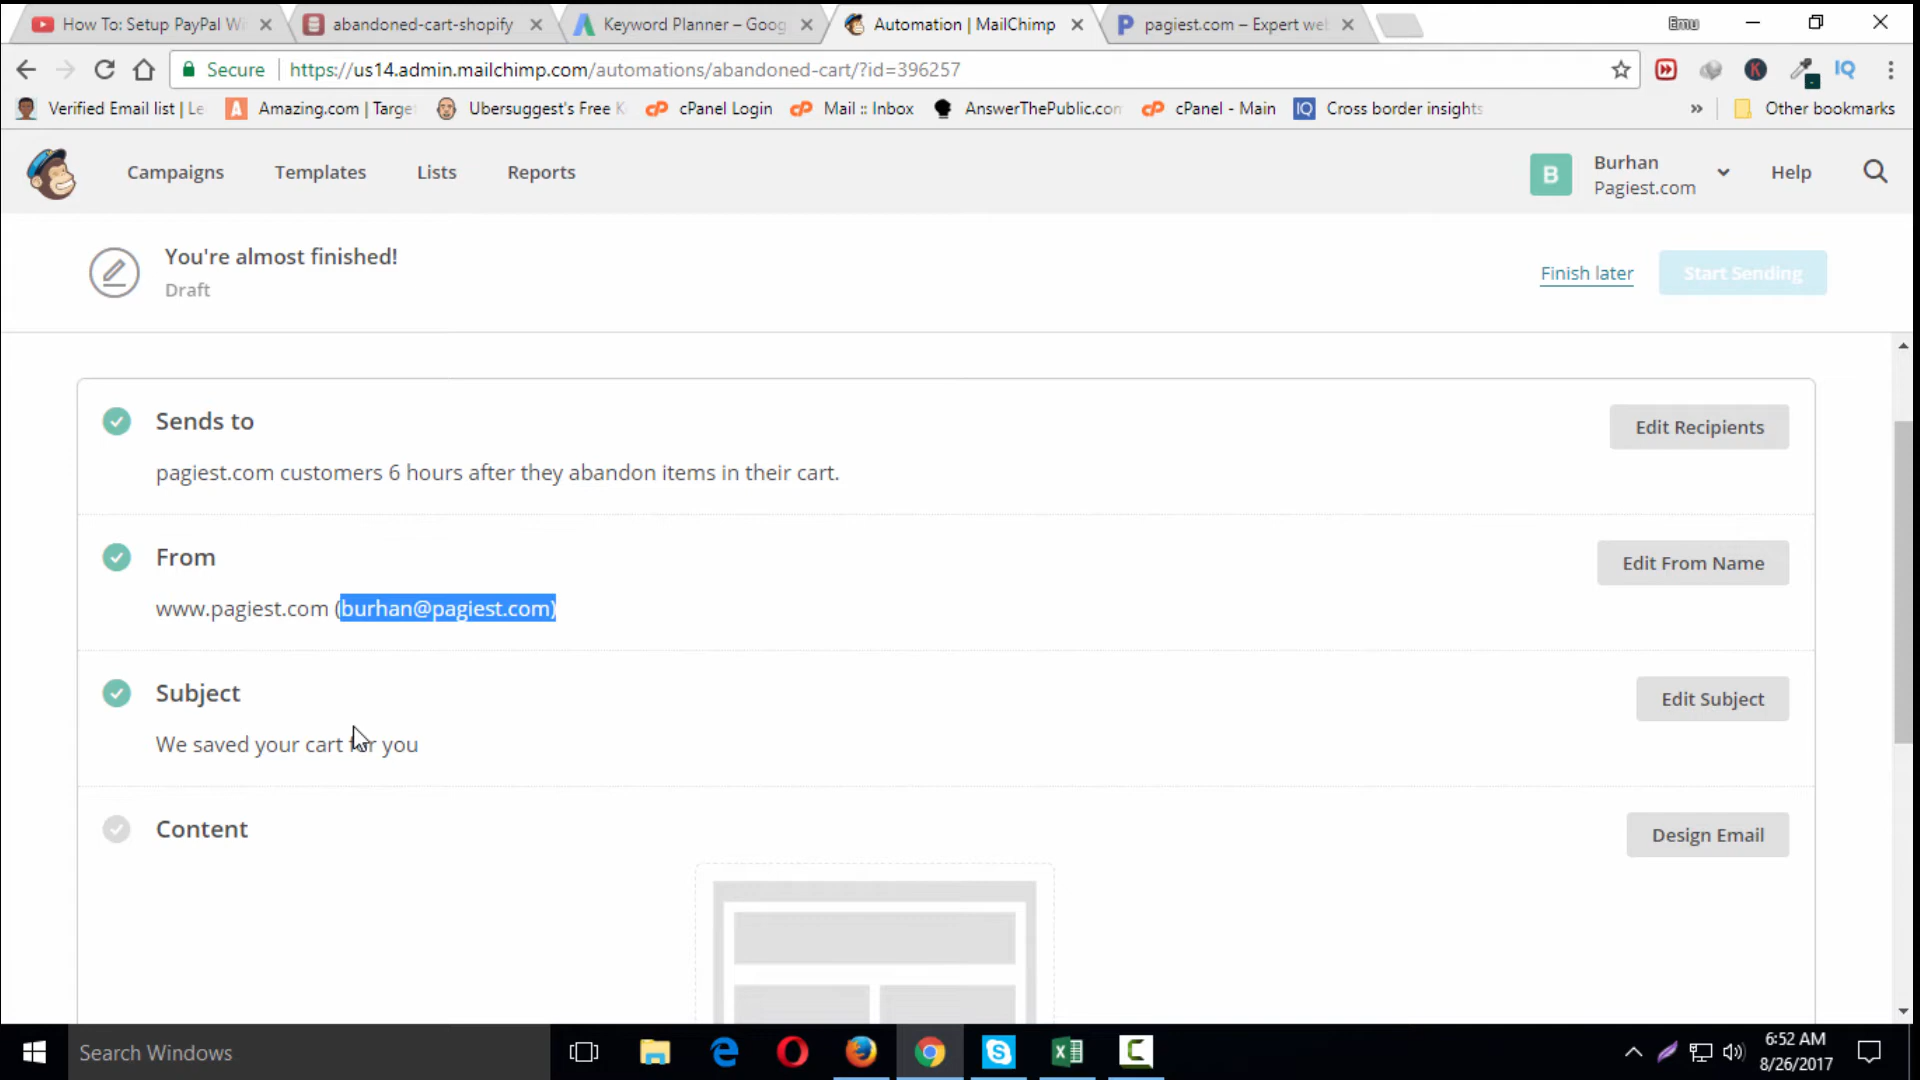 How To: Setup PayPal Wi
abandoned-cart-shopify
Keyword Planner – Goog
Automation | MailChimp
pagiest.com – Expert we
Emu
Secure
https://us14.admin.mailchimp.com/automations/abandoned-cart/?id=396257
IQ
Verified Email list | Le
Amazing.com | Targe
Ubersuggest's Free K
cPanel Login
Mail :: Inbox
AnswerThePublic.com
cPanel - Main
IQ
Cross border insights
»
Other bookmarks
Campaigns
Templates
Lists
Reports
B
Burhan
Pagiest.com
Help
You're almost finished!
Draft
Finish later
Start Sending
Sends to
Edit Recipients
pagiest.com customers 6 hours after they abandon items in their cart.
From
Edit From Name
www.pagiest.com (burhan@pagiest.com)
Subject
Edit Subject
We saved your cart for you
Content
Design Email
Search Windows
6:52 AM
8/26/2017